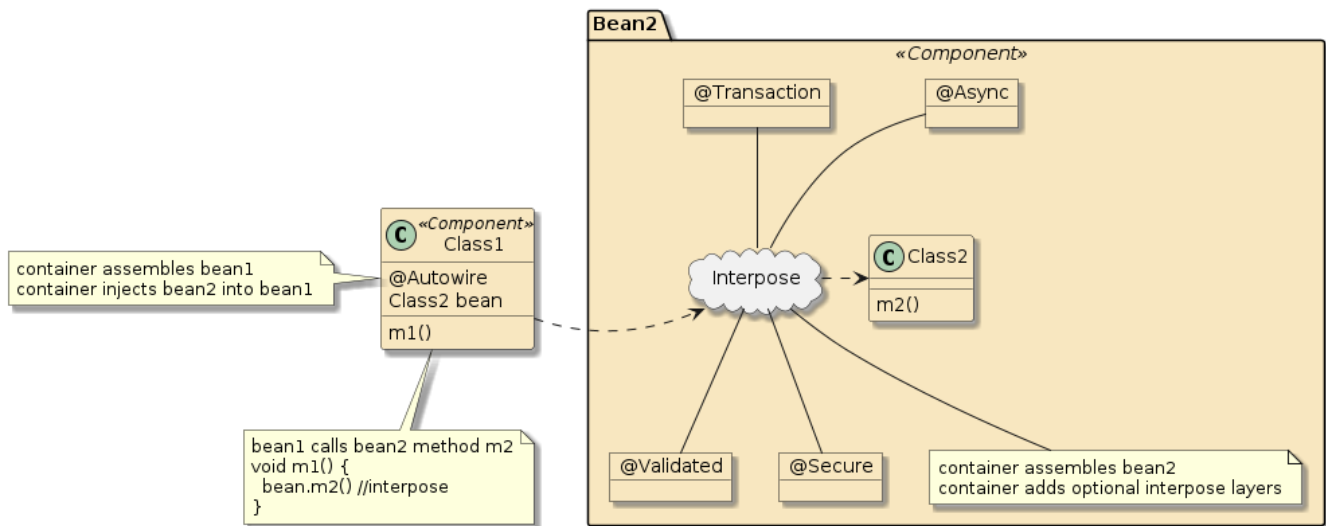 Bean2
«Component»
@Transaction
@Async
C «Component»
Class1
@Autowire
Class2 bean
m1()
container assembles bean1
container injects bean2 into bean1
Interpose
C Class2
m2()
bean1 calls bean2 method m2
void m1() {
  bean.m2() //interpose
}
@Validated
@Secure
container assembles bean2
container adds optional interpose layers